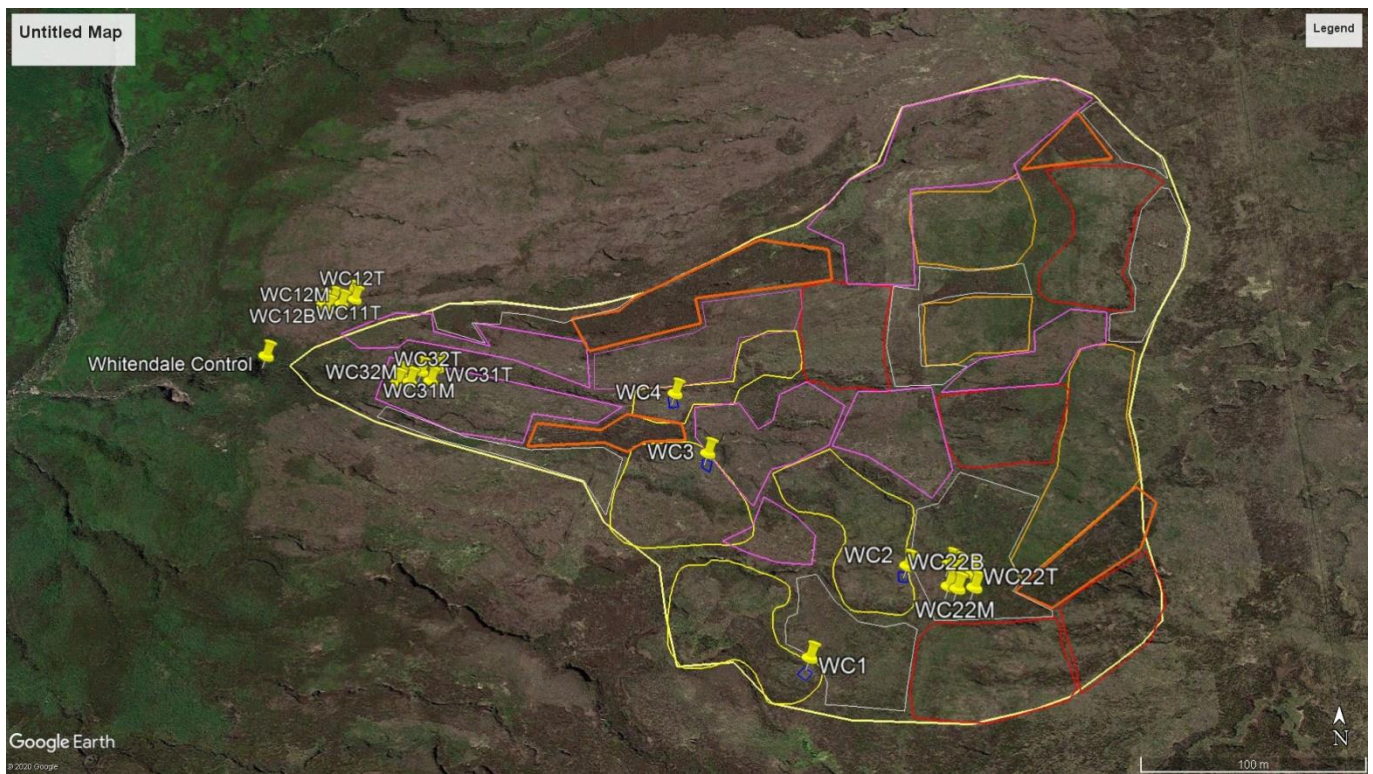 Untitled Map
Legend
WC12T
WC12M
WC12B
WC11T
Whitendale Control
WC32T
WC32M
WC31T
WC31M
WC4
WC3
WC2
WC22B
WC22T
WC22M
WC1
Google Earth
N
© 2020 Google
100 m